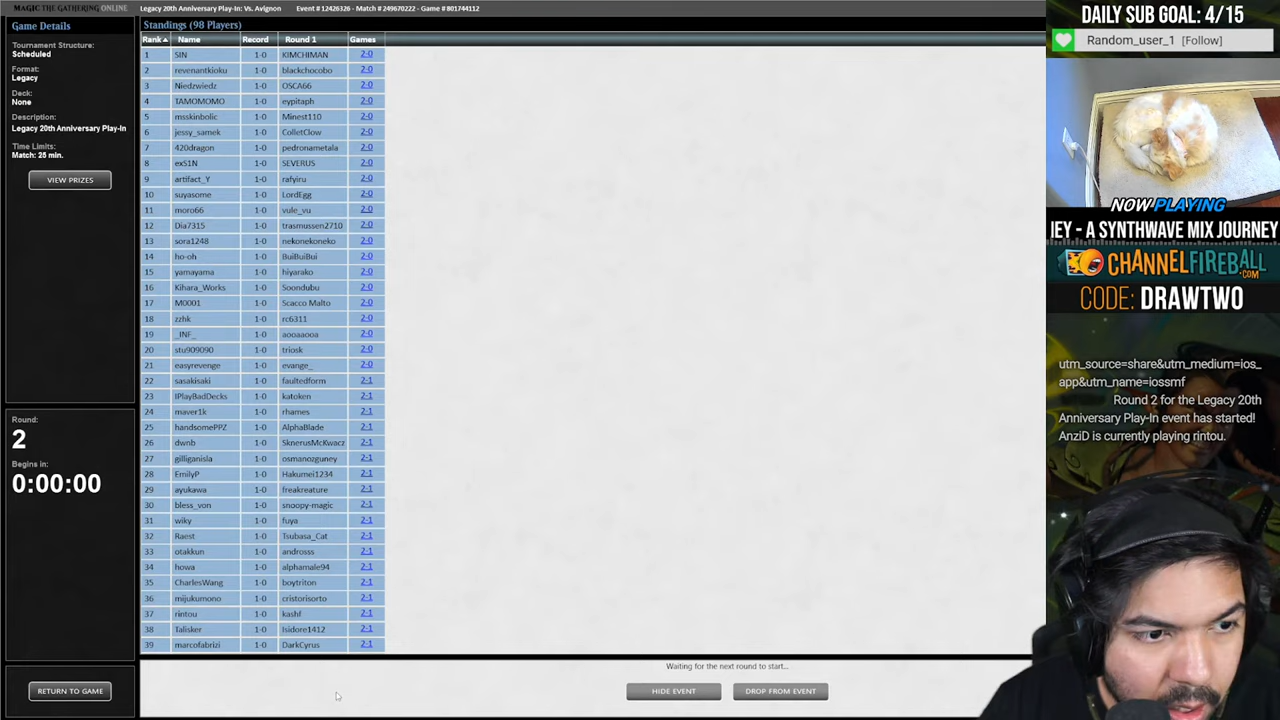 MAGIC THE GATHERING ONLINE
Legacy 20th Anniversary Play-In: Vs. Avignon Event # 12426326 - Match # 249670222 - Game # 801744112
Game Details
Tournament Structure:
Scheduled
Format:
Legacy
Deck:
None
Description:
Legacy 20th Anniversary Play-In
Time Limits:
Match: 25 min.
VIEW PRIZES
Round:
2
Begins in:
0:00:00
RETURN TO GAME
Standings (98 Players)
Rank Name Record Round 1 Games
1 SIN 1-0 KIMCHIMAN 2-0
2 revenantkioku 1-0 blackchocobo 2-0
3 Niedzwiedz 1-0 OSCA66 2-0
4 TAMOMOMO 1-0 eypitaph 2-0
5 msskinbolic 1-0 Minest110 2-0
6 jessy_samek 1-0 ColletClow 2-0
7 420dragon 1-0 pedronametala 2-0
8 exS1N 1-0 SEVERUS 2-0
9 artifact_Y 1-0 rafyiru 2-0
10 suyasome 1-0 LordEgg 2-0
11 moro66 1-0 vule_vu 2-0
12 Dia7315 1-0 trasmussen2710 2-0
13 sora1248 1-0 nekonekoneko 2-0
14 ho-oh 1-0 BuiBuiBui 2-0
15 yamayama 1-0 hiyarako 2-0
16 Kihara_Works 1-0 Soondubu 2-0
17 M0001 1-0 Scacco Malto 2-0
18 zzhk 1-0 rc6311 2-0
19 _INF_ 1-0 aooaaooa 2-0
20 stu909090 1-0 triosk 2-0
21 easyrevenge 1-0 evange_ 2-0
22 sasakisaki 1-0 faultedform 2-1
23 IPlayBadDecks 1-0 katoken 2-1
24 maver1k 1-0 rhames 2-1
25 handsomePPZ 1-0 AlphaBlade 2-1
26 dwnb 1-0 SknerusMcKwacz 2-1
27 gilliganisla 1-0 osmanozguney 2-1
28 EmilyP 1-0 Hakumei1234 2-1
29 ayukawa 1-0 freakreature 2-1
30 bless_von 1-0 snoopy-magic 2-1
31 wiky 1-0 fuya 2-1
32 Raest 1-0 Tsubasa_Cat 2-1
33 otakkun 1-0 androsss 2-1
34 howa 1-0 alphamale94 2-1
35 CharlesWang 1-0 boytriton 2-1
36 mijukumono 1-0 cristorisorto 2-1
37 rintou 1-0 kashf 2-1
38 Talisker 1-0 Isidore1412 2-1
39 marcofabrizi 1-0 DarkCyrus 2-1
Waiting for the next round to start...
HIDE EVENT DROP FROM EVENT
DAILY SUB GOAL: 4/15
Random_user_1 [Follow]
NOW PLAYING
IEY - A SYNTHWAVE MIX JOURNEY
CHANNELFIREBALL
.COM
CODE: DRAWTWO
utm_source=share&utm_medium=ios_
app&utm_name=iossmf
Round 2 for the Legacy 20th
Anniversary Play-In event has started!
AnziD is currently playing rintou.